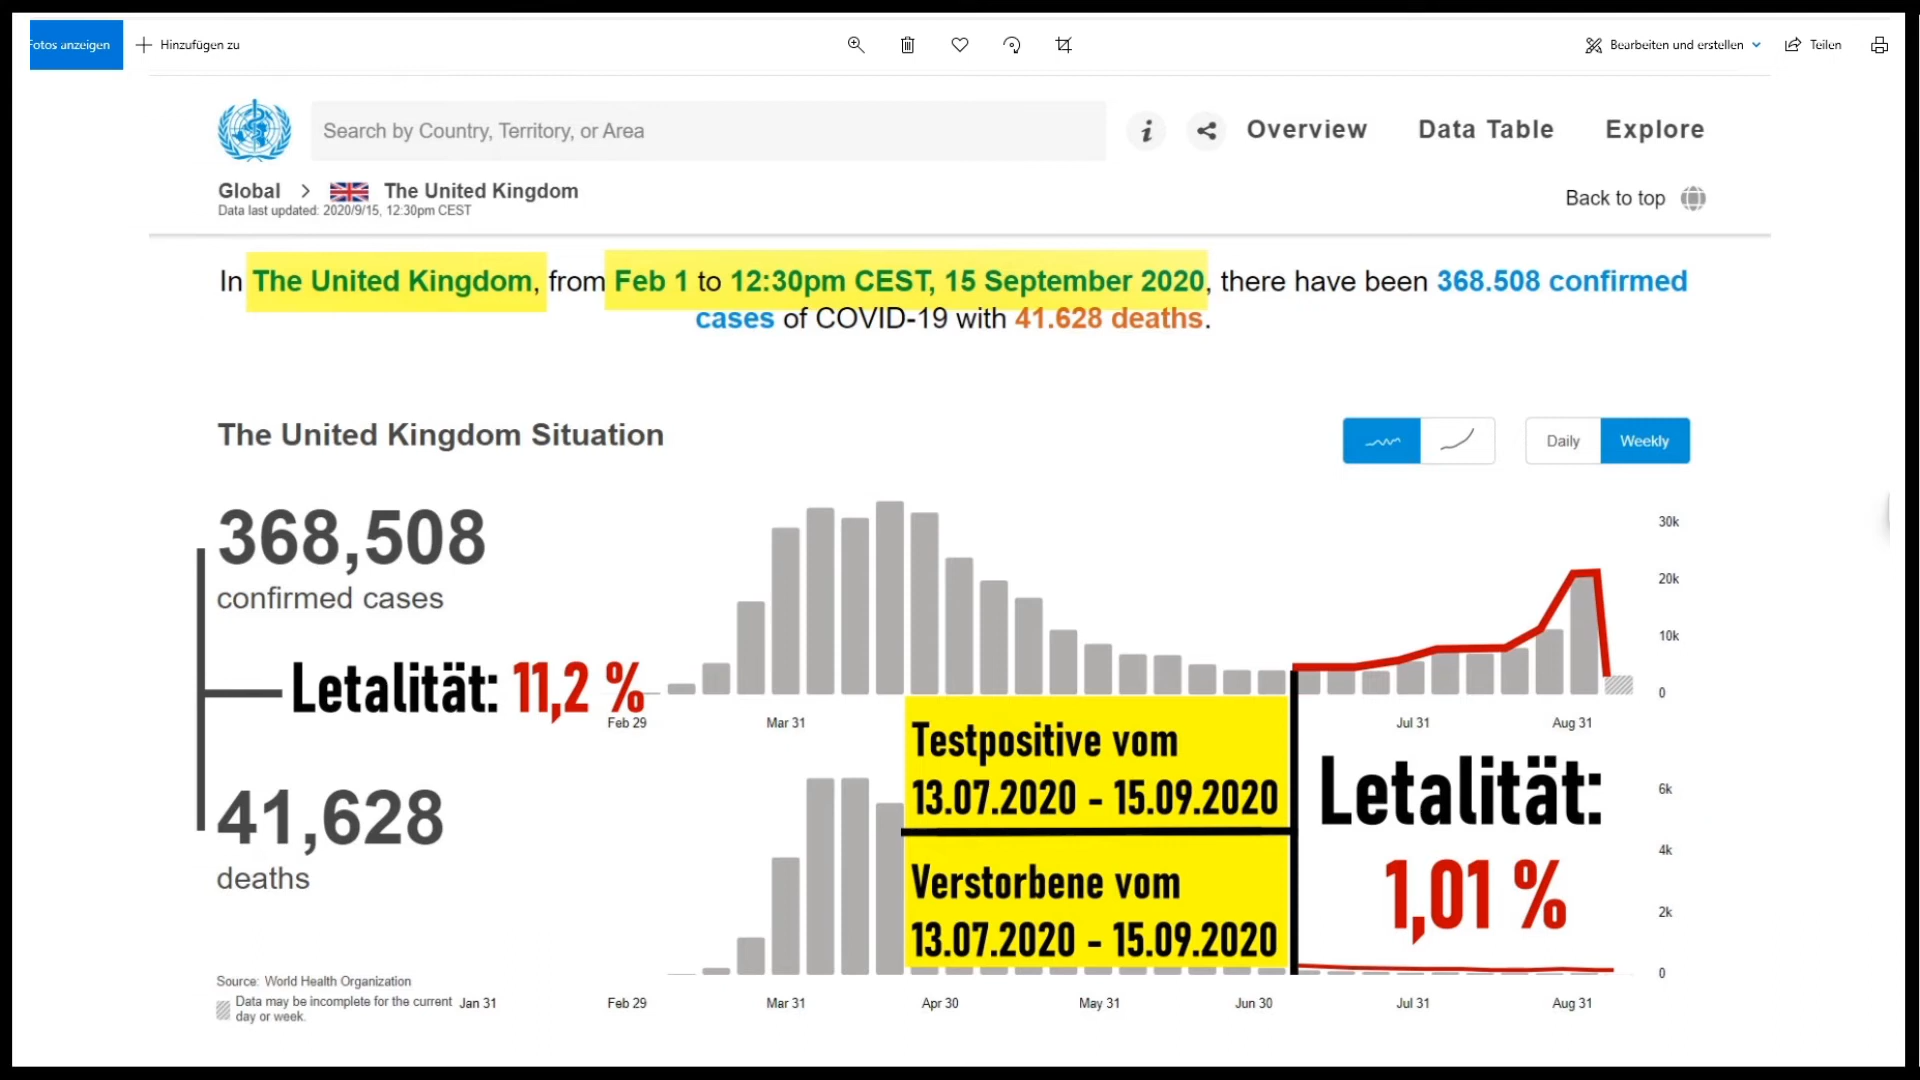 Fotos anzeigen
Hinzufügen zu
Bearbeiten und erstellen
Teilen
Search by Country, Territory, or Area
i
Overview
Data Table
Explore
Global > The United Kingdom
Data last updated: 2020/9/15, 12:30pm CEST
Back to top
In The United Kingdom, from Feb 1 to 12:30pm CEST, 15 September 2020, there have been 368.508 confirmed
cases of COVID-19 with 41.628 deaths.
The United Kingdom Situation
Daily
Weekly
368,508
confirmed cases
Letalität: 11,2 %
30k
20k
10k
0
Feb 29
Mar 31
Jul 31
Aug 31
Testpositive vom
13.07.2020 - 15.09.2020
Verstorbene vom
13.07.2020 - 15.09.2020
Letalität:
1,01 %
41,628
deaths
6k
4k
2k
0
Source: World Health Organization
Data may be incomplete for the current
day or week.
Jan 31
Feb 29
Mar 31
Apr 30
May 31
Jun 30
Jul 31
Aug 31